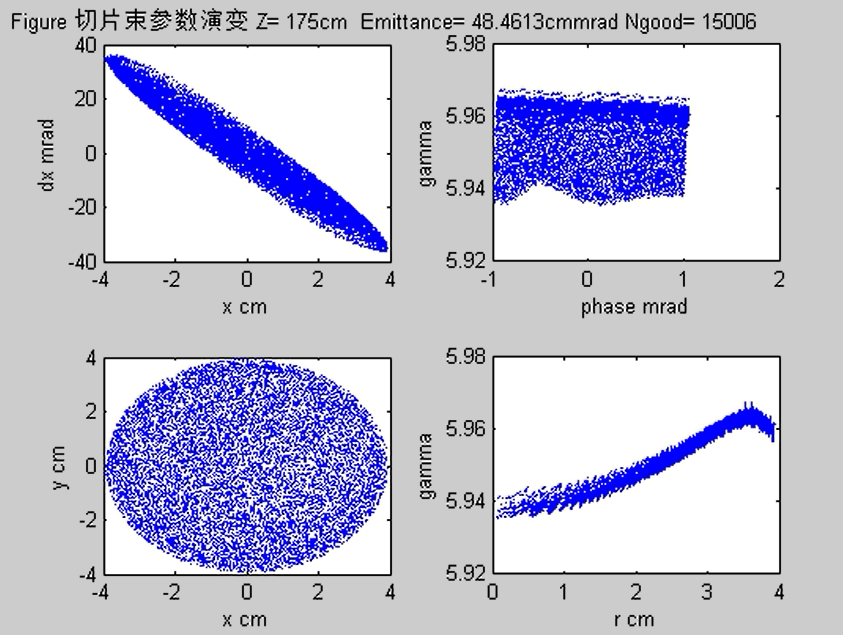 Figure 切片束参数演变 Z= 175cm  Emittance= 48.4613cmmrad Ngood= 15006
40
20
0
-20
-40
dx mrad
-4 -2 0 2 4
x cm
5.98
5.96
5.94
5.92
gamma
-1 0 1 2
phase mrad
4
2
0
-2
-4
y cm
-4 -2 0 2 4
x cm
5.98
5.96
5.94
5.92
gamma
0 1 2 3 4
r cm